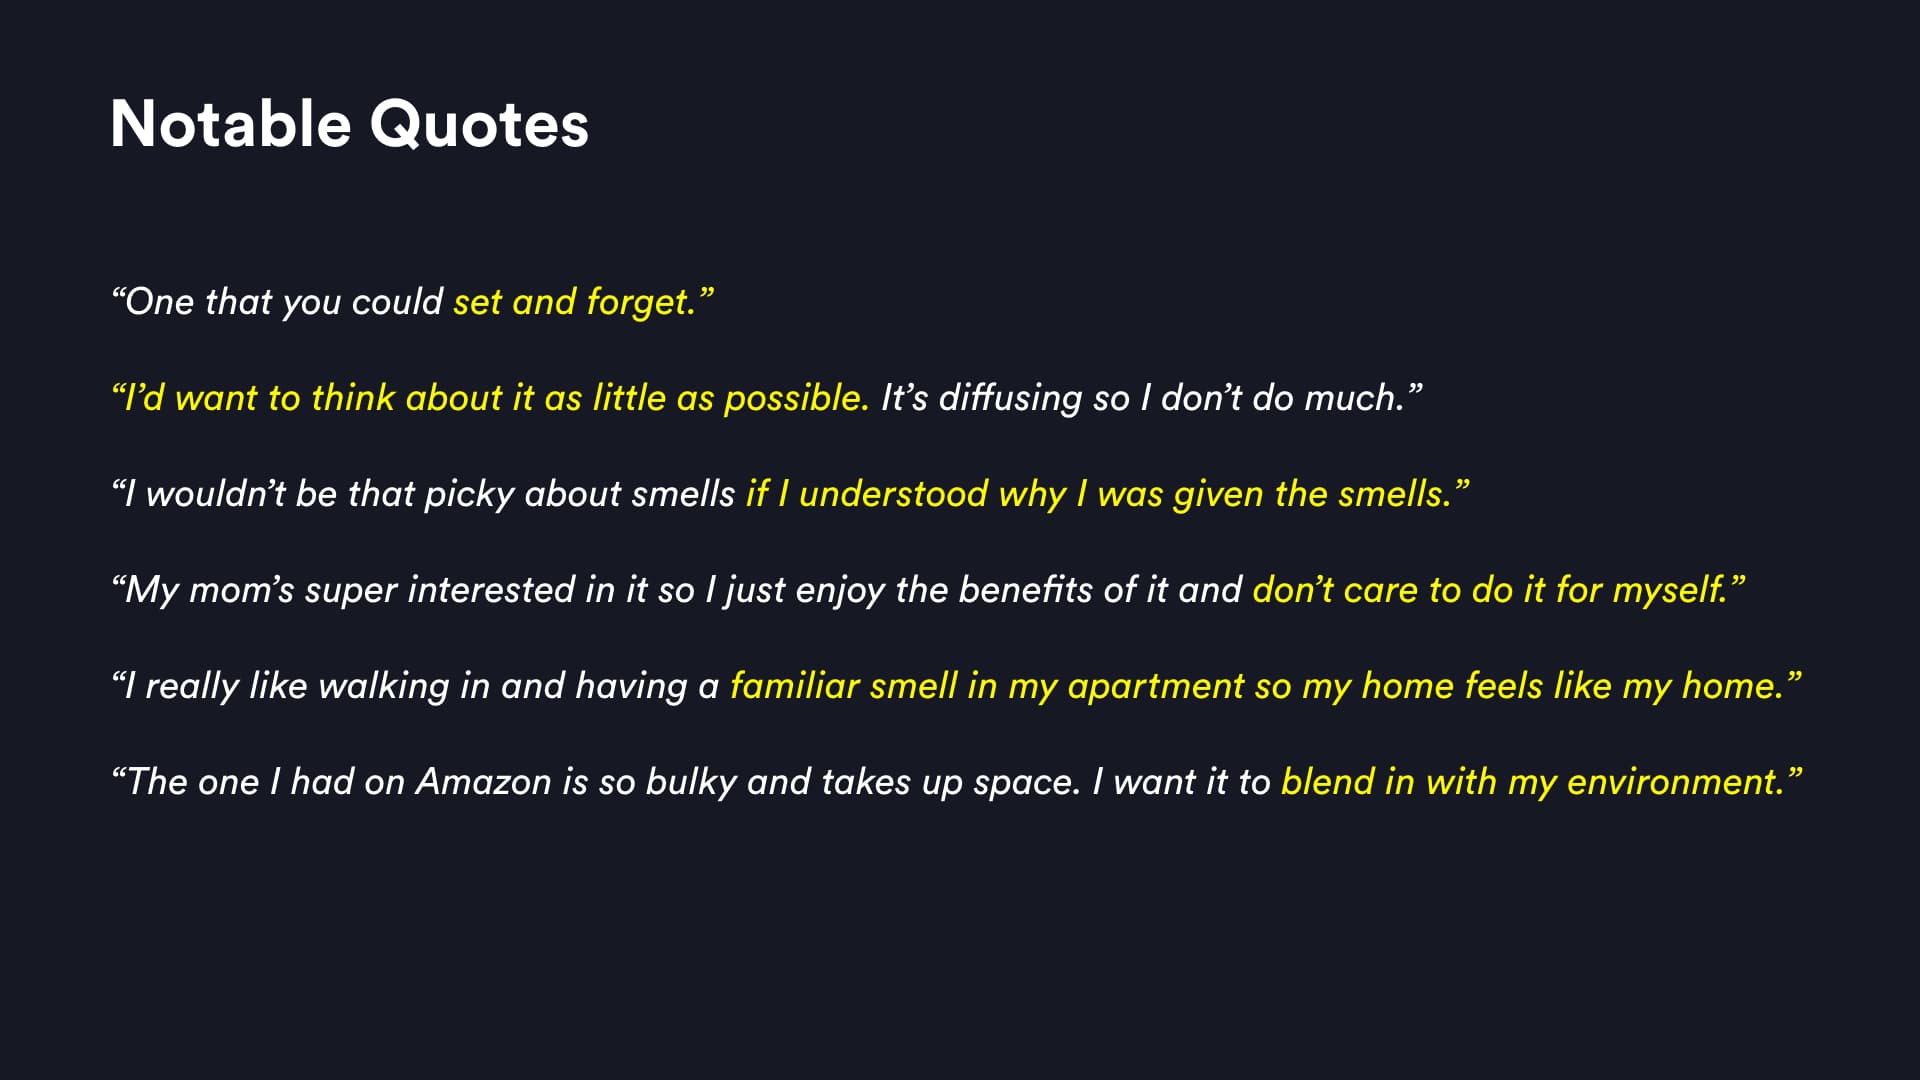 Notable Quotes
“One that you could set and forget.”
“I’d want to think about it as little as possible. It’s diffusing so I don’t do much.”
“I wouldn’t be that picky about smells if I understood why I was given the smells.”
“My mom’s super interested in it so I just enjoy the benefits of it and don’t care to do it for myself.”
“I really like walking in and having a familiar smell in my apartment so my home feels like my home.”
“The one I had on Amazon is so bulky and takes up space. I want it to blend in with my environment.”